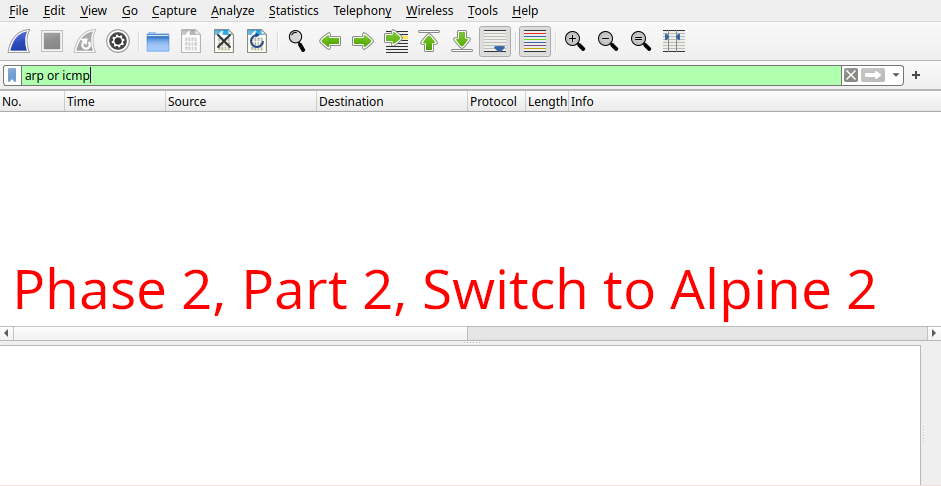 File Edit View Go Capture Analyze Statistics Telephony Wireless Tools Help
arp or icmp
No. Time Source Destination Protocol Length Info
Phase 2, Part 2, Switch to Alpine 2